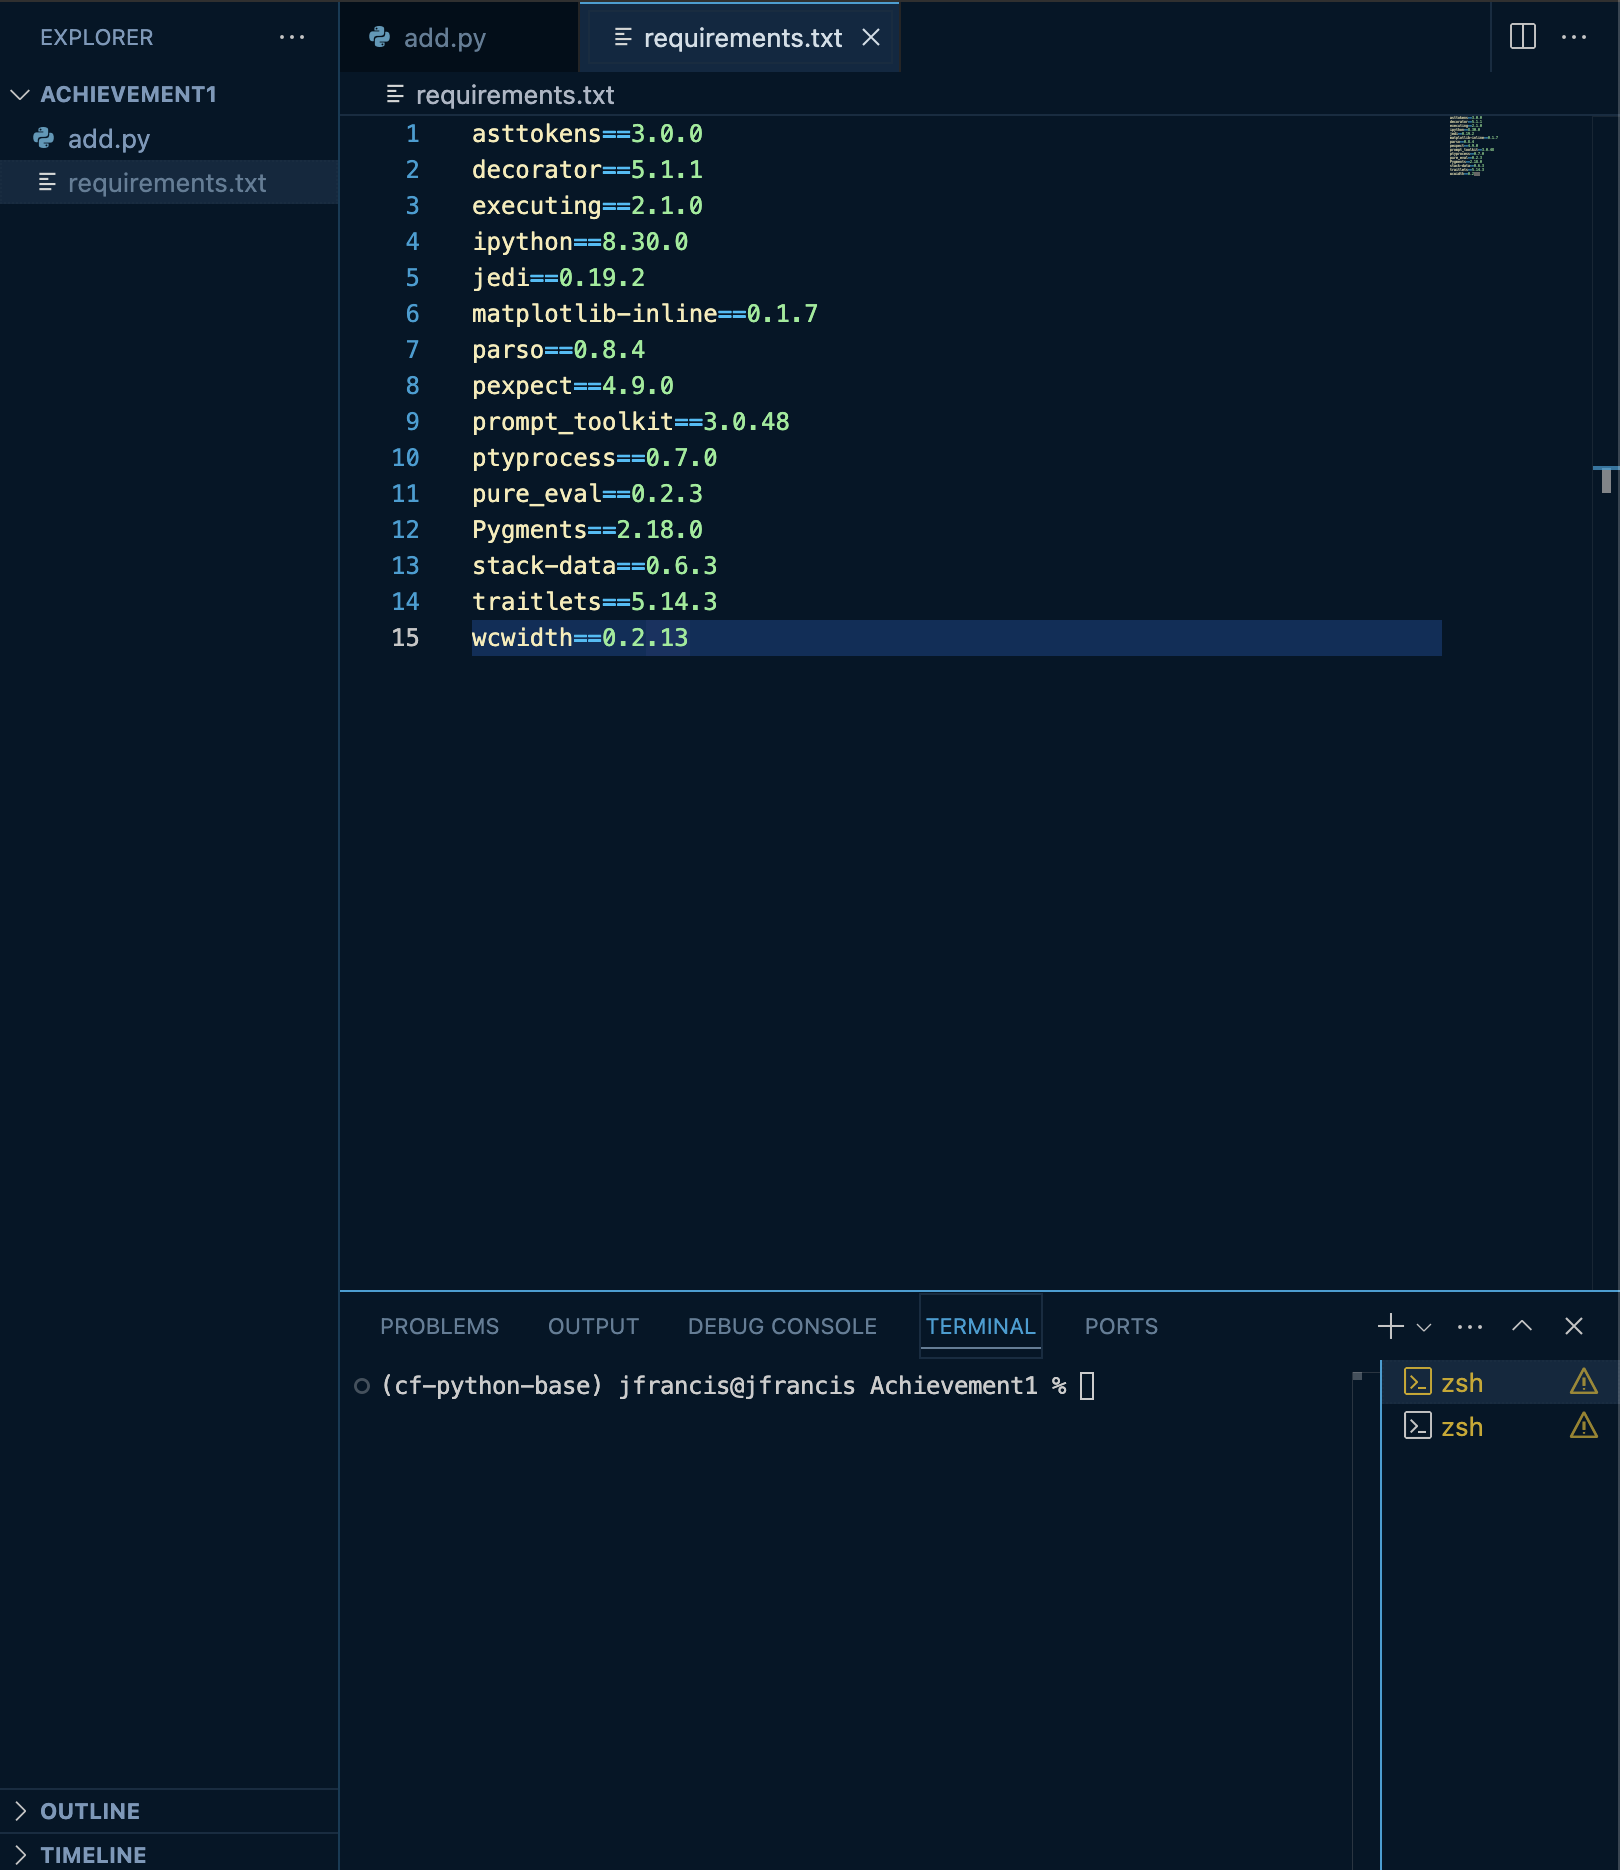 EXPLORER
ACHIEVEMENT1
add.py
requirements.txt
add.py
requirements.txt
requirements.txt
1 asttokens==3.0.0
2 decorator==5.1.1
3 executing==2.1.0
4 ipython==8.30.0
5 jedi==0.19.2
6 matplotlib-inline==0.1.7
7 parso==0.8.4
8 pexpect==4.9.0
9 prompt_toolkit==3.0.48
10 ptyprocess==0.7.0
11 pure_eval==0.2.3
12 Pygments==2.18.0
13 stack-data==0.6.3
14 traitlets==5.14.3
15 wcwidth==0.2.13
PROBLEMS OUTPUT DEBUG CONSOLE TERMINAL PORTS
(cf-python-base) jfrancis@jfrancis Achievement1 %
zsh
zsh
OUTLINE
TIMELINE